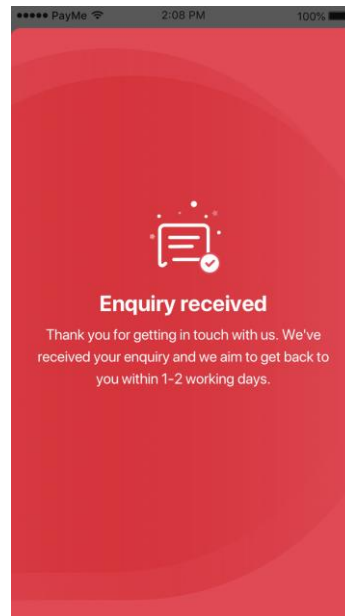 PayMe 2:08 PM 100%
Enquiry received
Thank you for getting in touch with us. We've
received your enquiry and we aim to get back to
you within 1-2 working days.